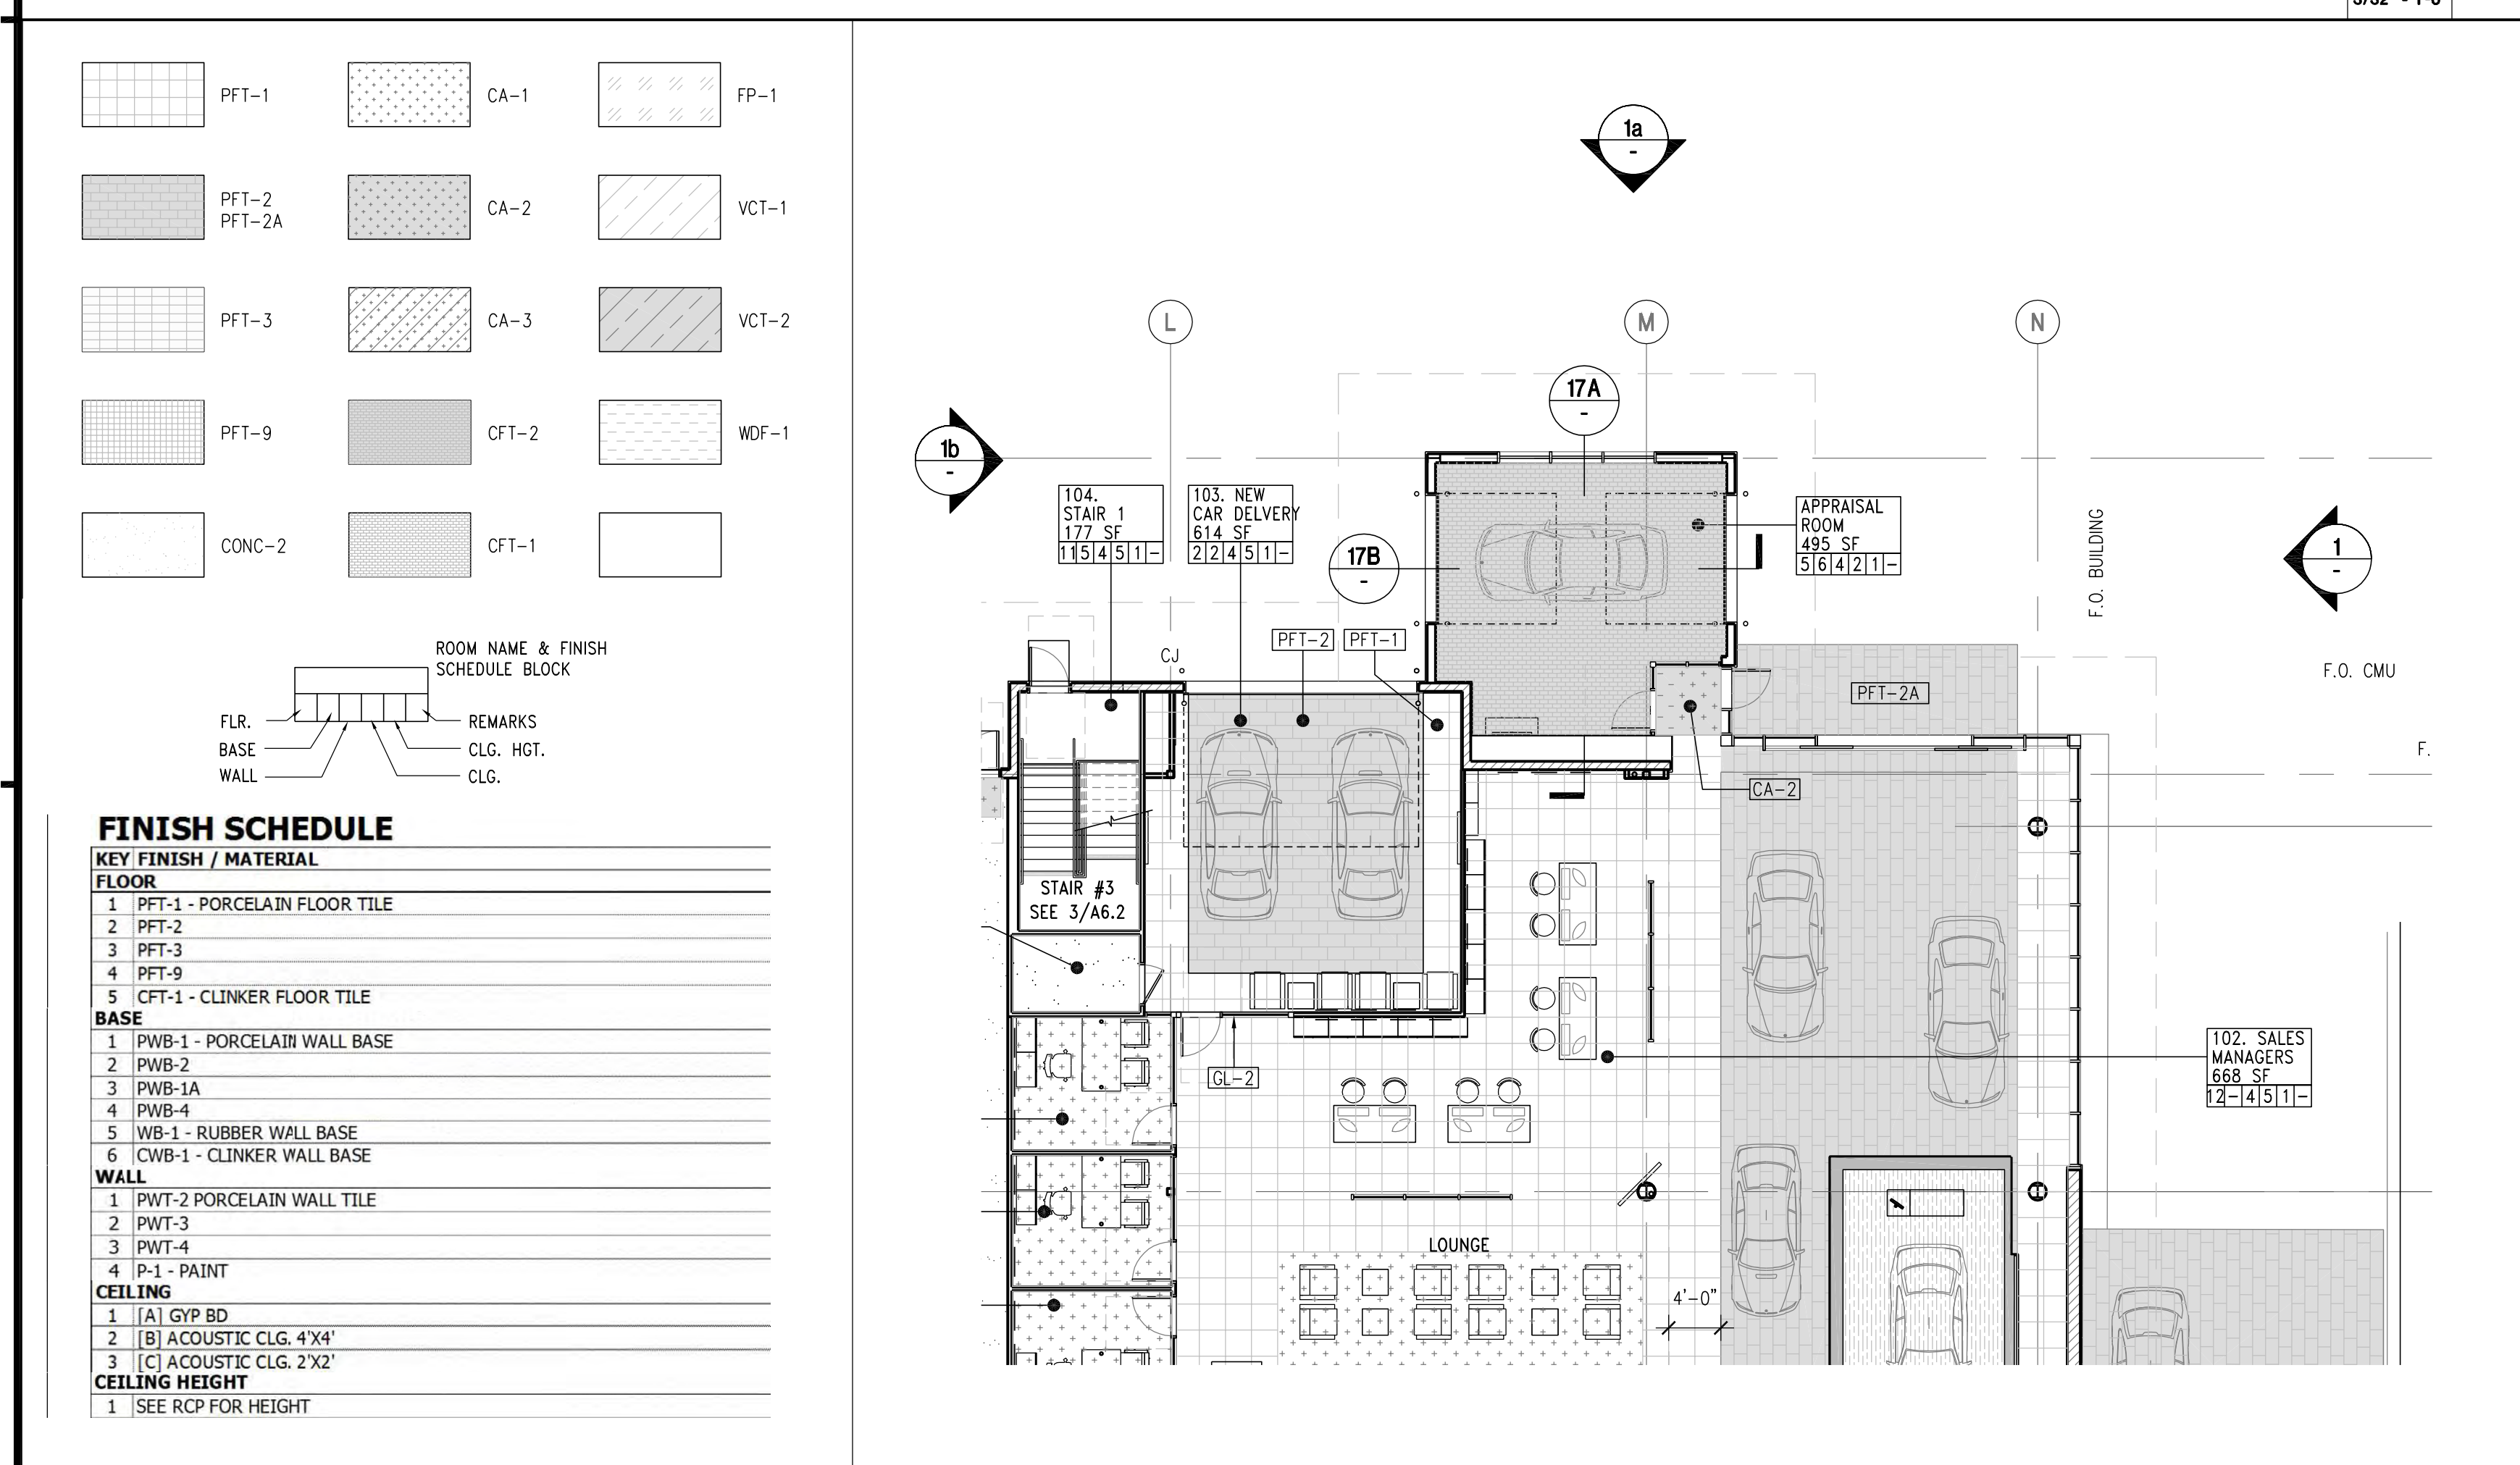 PFT-1
CA-1
FP-1
PFT-2
PFT-2A
CA-2
VCT-1
PFT-3
CA-3
VCT-2
PFT-9
CFT-2
WDF-1
CONC-2
CFT-1
ROOM NAME & FINISH
SCHEDULE BLOCK
FLR.
BASE
WALL
REMARKS
CLG. HGT.
CLG.
FINISH SCHEDULE
KEY FINISH / MATERIAL
FLOOR
1 PFT-1 - PORCELAIN FLOOR TILE
2 PFT-2
3 PFT-3
4 PFT-9
5 CFT-1 - CLINKER FLOOR TILE
BASE
1 PWB-1 - PORCELAIN WALL BASE
2 PWB-2
3 PWB-1A
4 PWB-4
5 WB-1 - RUBBER WALL BASE
6 CWB-1 - CLINKER WALL BASE
WALL
1 PWT-2 PORCELAIN WALL TILE
2 PWT-3
3 PWT-4
4 P-1 - PAINT
CEILING
1 [A] GYP BD
2 [B] ACOUSTIC CLG. 4'X4'
3 [C] ACOUSTIC CLG. 2'X2'
CEILING HEIGHT
1 SEE RCP FOR HEIGHT
1a
-
L
M
N
17A
-
1b
-
104.
STAIR 1
177 SF
11 5 4 5 1 -
103. NEW
CAR DELVERY
614 SF
2 2 4 5 1 -
17B
-
APPRAISAL
ROOM
495 SF
5 6 4 2 1 -
F.O. BUILDING
1
-
F.O. CMU
F.
CJ
PFT-2
PFT-1
PFT-2A
CA-2
STAIR #3
SEE 3/A6.2
GL-2
102. SALES
MANAGERS
668 SF
12 - 4 5 1 -
LOUNGE
4'-0"